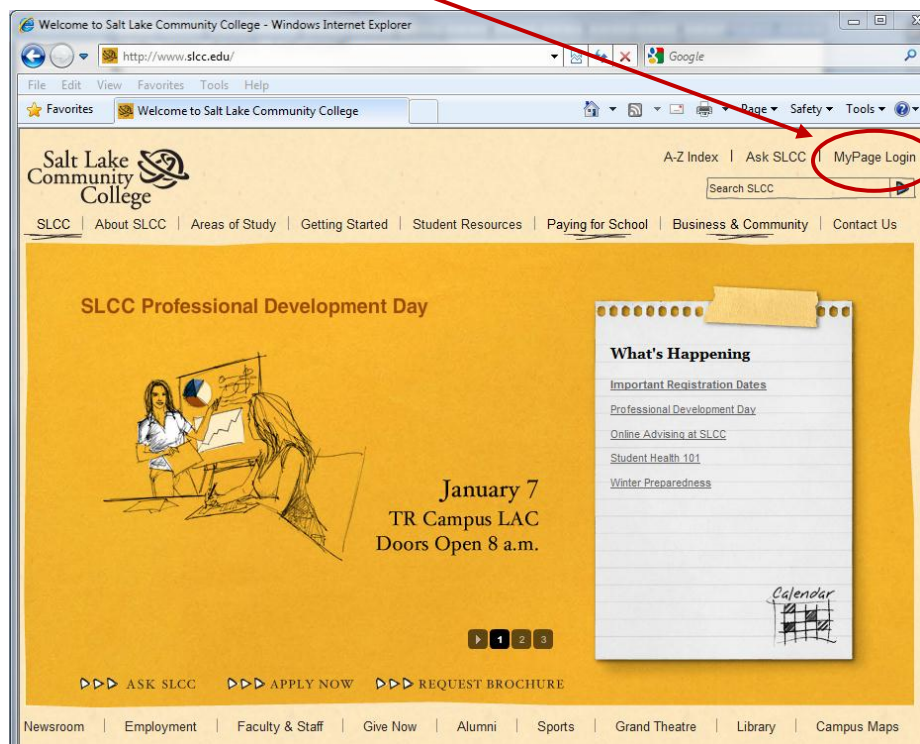 Welcome to Salt Lake Community College - Windows Internet Explorer
http://www.slcc.edu/
Google
File Edit View Favorites Tools Help
Favorites Welcome to Salt Lake Community College Page Safety Tools
Salt Lake
Community
College
A-Z Index | Ask SLCC | MyPage Login
Search SLCC
SLCC | About SLCC | Areas of Study | Getting Started | Student Resources | Paying for School | Business & Community | Contact Us
SLCC Professional Development Day
January 7
TR Campus LAC
Doors Open 8 a.m.
1 2 3
What's Happening
Important Registration Dates
Professional Development Day
Online Advising at SLCC
Student Health 101
Winter Preparedness
Calendar
ASK SLCC APPLY NOW REQUEST BROCHURE
Newsroom | Employment | Faculty & Staff | Give Now | Alumni | Sports | Grand Theatre | Library | Campus Maps